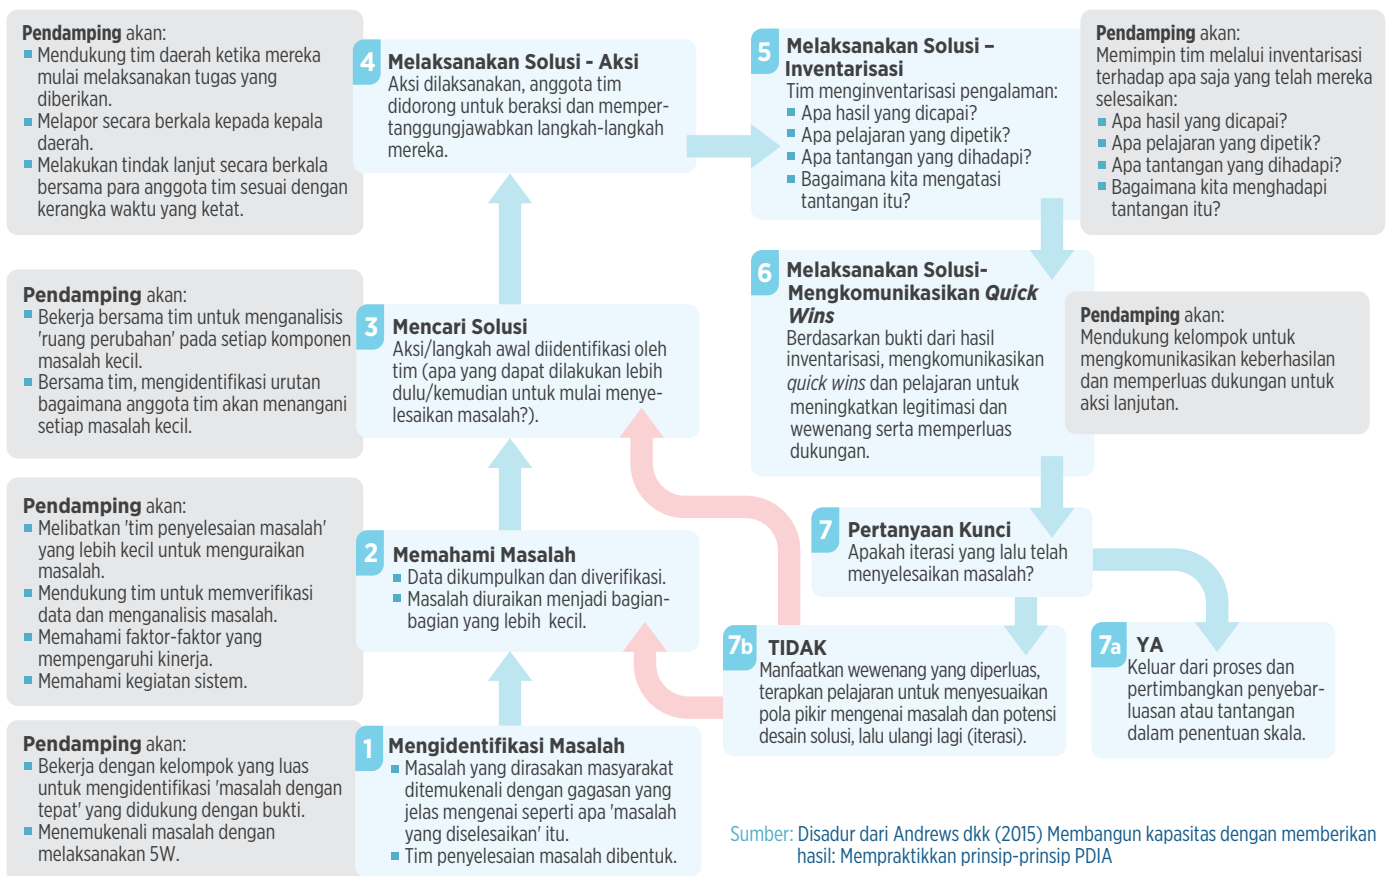 Pendamping akan:
Mendukung tim daerah ketika mereka
mulai melaksanakan tugas yang
diberikan.
Melapor secara berkala kepada kepala
daerah.
Melakukan tindak lanjut secara berkala
bersama para anggota tim sesuai dengan
kerangka waktu yang ketat.
4
Melaksanakan Solusi - Aksi
Aksi dilaksanakan, anggota tim
didorong untuk beraksi dan memper-
tanggungjawabkan langkah-langkah
mereka.
5
Melaksanakan Solusi –
Inventarisasi
Tim menginventarisasi pengalaman:
Apa hasil yang dicapai?
Apa pelajaran yang dipetik?
Apa tantangan yang dihadapi?
Bagaimana kita mengatasi
tantangan itu?
Pendamping akan:
Memimpin tim melalui inventarisasi
terhadap apa saja yang telah mereka
selesaikan:
Apa hasil yang dicapai?
Apa pelajaran yang dipetik?
Apa tantangan yang dihadapi?
Bagaimana kita menghadapi
tantangan itu?
Pendamping akan:
Bekerja bersama tim untuk menganalisis
'ruang perubahan' pada setiap komponen
masalah kecil.
Bersama tim, mengidentifikasi urutan
bagaimana anggota tim akan menangani
setiap masalah kecil.
3
Mencari Solusi
Aksi/langkah awal diidentifikasi oleh
tim (apa yang dapat dilakukan lebih
dulu/kemudian untuk mulai menye-
lesaikan masalah?).
6
Melaksanakan Solusi-
Mengkomunikasikan Quick
Wins
Berdasarkan bukti dari hasil
inventarisasi, mengkomunikasikan
quick wins dan pelajaran untuk
meningkatkan legitimasi dan
wewenang serta memperluas
dukungan.
Pendamping akan:
Mendukung kelompok untuk
mengkomunikasikan keberhasilan
dan memperluas dukungan untuk
aksi lanjutan.
Pendamping akan:
Melibatkan 'tim penyelesaian masalah'
yang lebih kecil untuk menguraikan
masalah.
Mendukung tim untuk memverifikasi
data dan menganalisis masalah.
Memahami faktor-faktor yang
mempengaruhi kinerja.
Memahami kegiatan sistem.
2
Memahami Masalah
Data dikumpulkan dan diverifikasi.
Masalah diuraikan menjadi bagian-
bagian yang lebih kecil.
7
Pertanyaan Kunci
Apakah iterasi yang lalu telah
menyelesaikan masalah?
7b
TIDAK
Manfaatkan wewenang yang diperluas,
terapkan pelajaran untuk menyesuaikan
pola pikir mengenai masalah dan potensi
desain solusi, lalu ulangi lagi (iterasi).
7a
YA
Keluar dari proses dan
pertimbangkan penyebar-
luasan atau tantangan
dalam penentuan skala.
Pendamping akan:
Bekerja dengan kelompok yang luas
untuk mengidentifikasi 'masalah dengan
tepat' yang didukung dengan bukti.
Menemukenali masalah dengan
melaksanakan 5W.
1
Mengidentifikasi Masalah
Masalah yang dirasakan masyarakat
ditemukenali dengan gagasan yang
jelas mengenai seperti apa 'masalah
yang diselesaikan' itu.
Tim penyelesaian masalah dibentuk.
Sumber: Disadur dari Andrews dkk (2015) Membangun kapasitas dengan memberikan
hasil: Mempraktikkan prinsip-prinsip PDIA